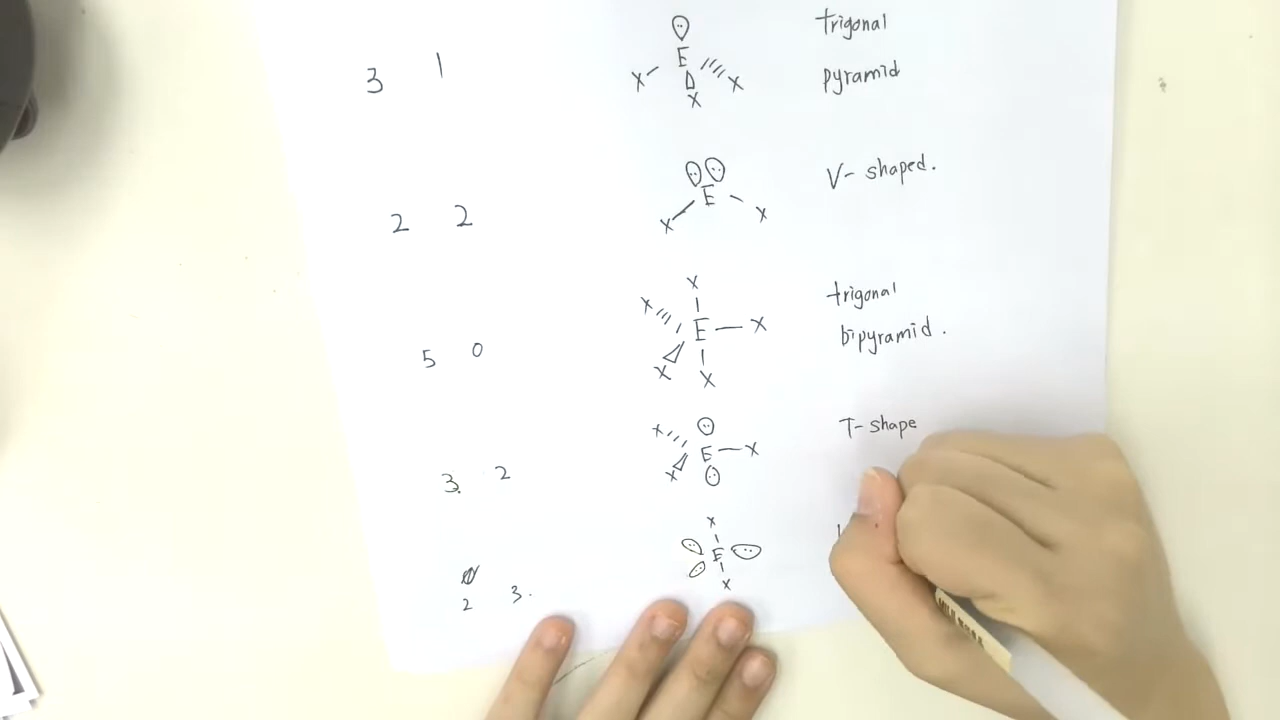 3 1 E X X X trigonal
pyramid
2 2 E X X V- shaped.
5 0 X X E X X X trigonal
bipyramid.
3. 2 X E X X T-shape
X E X
2 3.